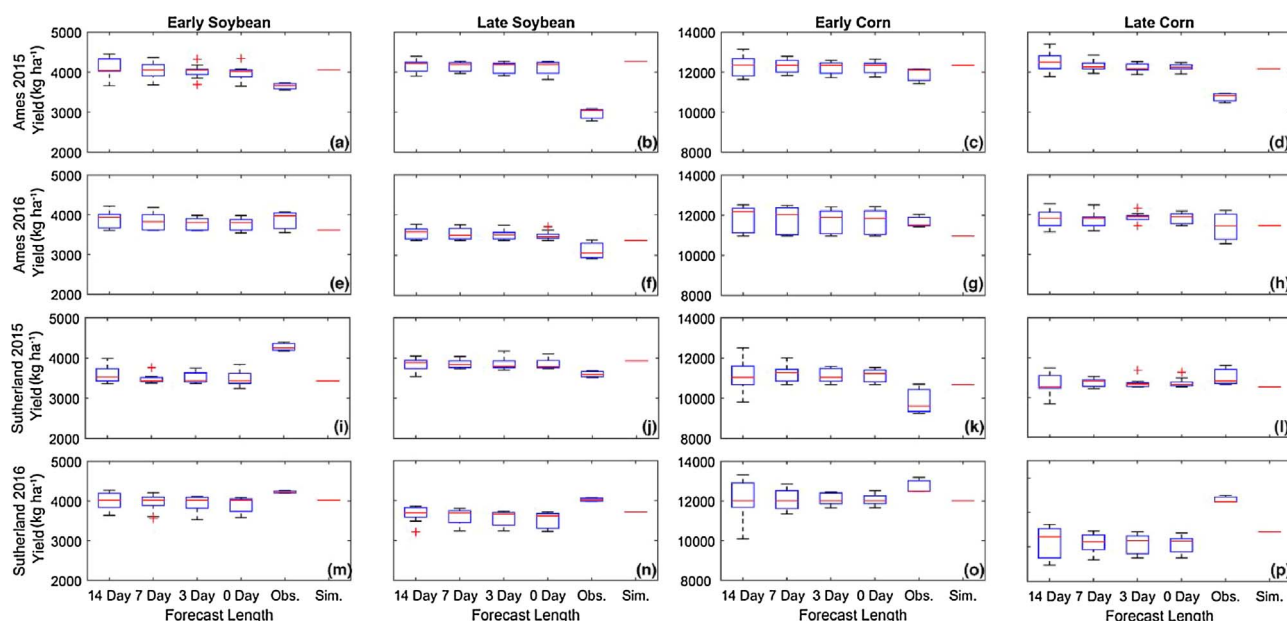 Early Soybean
Late Soybean
Early Corn
Late Corn
Ames 2015
Yield (kg ha⁻¹)
5000
4000
3000
2000
(a)
(b)
14000
12000
10000
8000
(c)
(d)
Ames 2016
Yield (kg ha⁻¹)
5000
4000
3000
2000
(e)
(f)
14000
12000
10000
8000
(g)
(h)
Sutherland 2015
Yield (kg ha⁻¹)
5000
4000
3000
2000
(i)
(j)
14000
12000
10000
8000
(k)
(l)
Sutherland 2016
Yield (kg ha⁻¹)
5000
4000
3000
2000
(m)
(n)
14000
12000
10000
8000
(o)
(p)
14 Day 7 Day 3 Day 0 Day Obs. Sim.
14 Day 7 Day 3 Day 0 Day Obs. Sim.
14 Day 7 Day 3 Day 0 Day Obs. Sim.
14 Day 7 Day 3 Day 0 Day Obs. Sim.
Forecast Length
Forecast Length
Forecast Length
Forecast Length